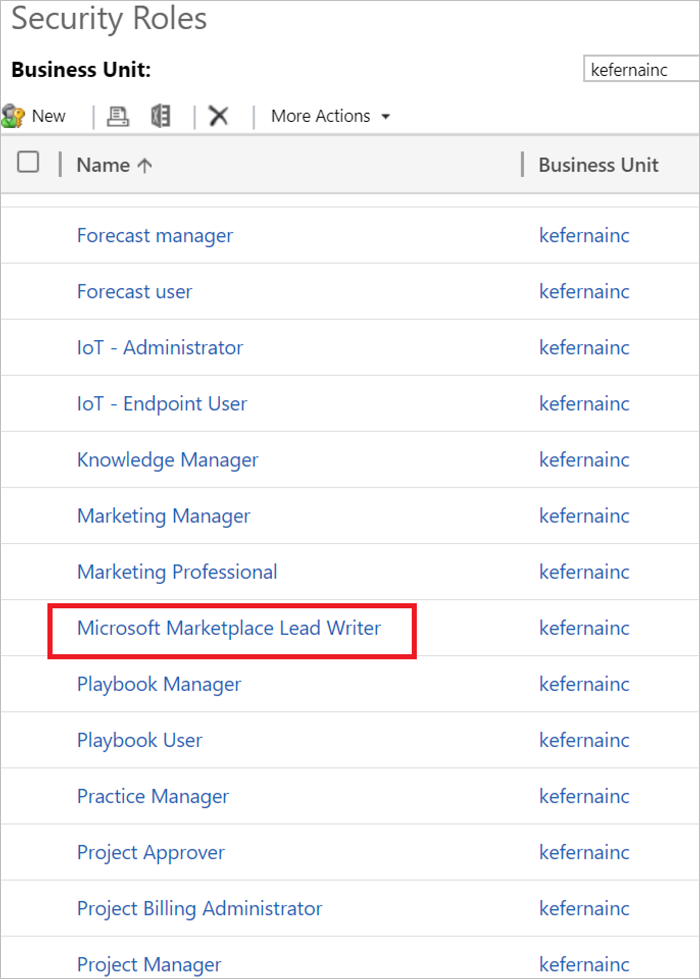 Security Roles
Business Unit: kefernainc
New More Actions
Name Business Unit
Forecast manager kefernainc
Forecast user kefernainc
IoT - Administrator kefernainc
IoT - Endpoint User kefernainc
Knowledge Manager kefernainc
Marketing Manager kefernainc
Marketing Professional kefernainc
Microsoft Marketplace Lead Writer kefernainc
Playbook Manager kefernainc
Playbook User kefernainc
Practice Manager kefernainc
Project Approver kefernainc
Project Billing Administrator kefernainc
Project Manager kefernainc